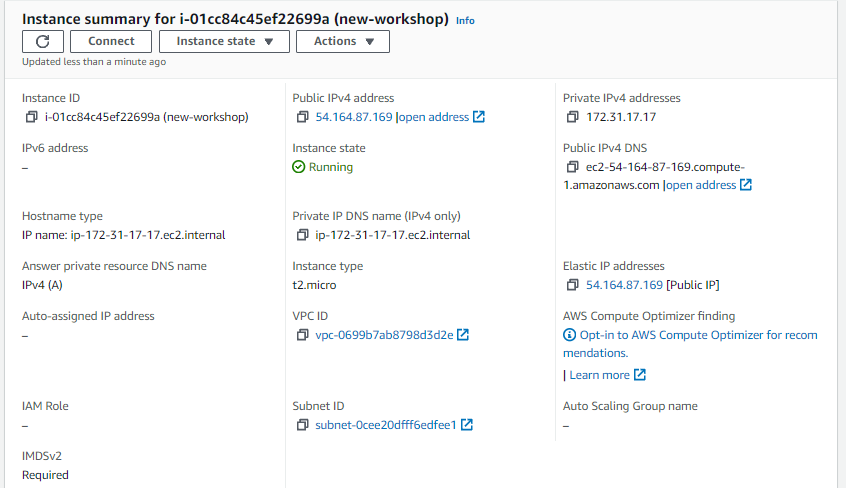 Instance summary for i-01cc84c45ef22699a (new-workshop) Info
Connect Instance state Actions
Updated less than a minute ago
Instance ID
i-01cc84c45ef22699a (new-workshop)
Public IPv4 address
54.164.87.169 |open address
Private IPv4 addresses
172.31.17.17
IPv6 address
–
Instance state
Running
Public IPv4 DNS
ec2-54-164-87-169.compute-
1.amazonaws.com |open address
Hostname type
IP name: ip-172-31-17-17.ec2.internal
Private IP DNS name (IPv4 only)
ip-172-31-17-17.ec2.internal
Answer private resource DNS name
IPv4 (A)
Instance type
t2.micro
Elastic IP addresses
54.164.87.169 [Public IP]
Auto-assigned IP address
–
VPC ID
vpc-0699b7ab8798d3d2e
AWS Compute Optimizer finding
Opt-in to AWS Compute Optimizer for recom
mendations.
| Learn more
IAM Role
–
Subnet ID
subnet-0cee20dfff6edfee1
Auto Scaling Group name
–
IMDSv2
Required